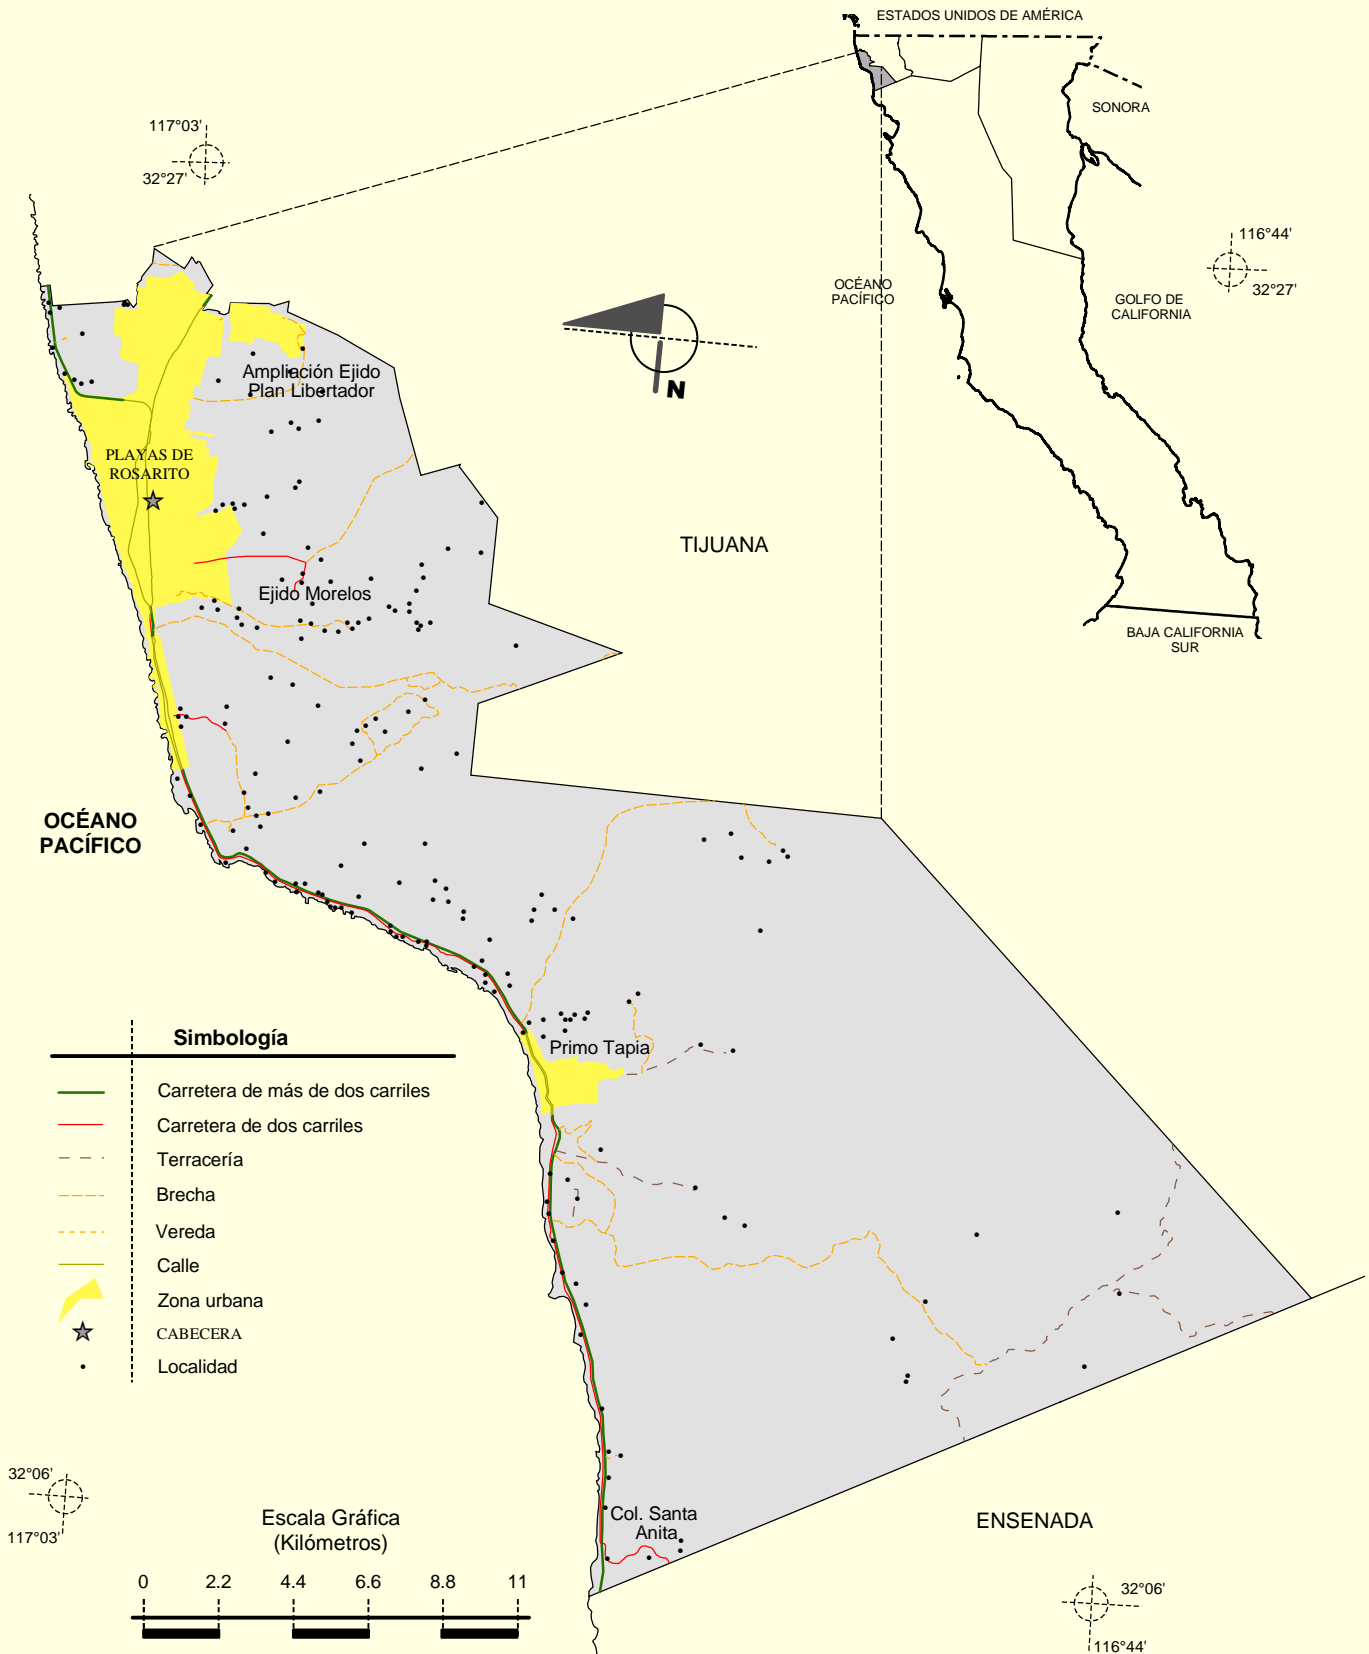 ESTADOS UNIDOS DE AMÉRICA
SONORA
117°03'
32°27'
116°44'
32°27'
OCÉANO
PACÍFICO
GOLFO DE
CALIFORNIA
N
Ampliación Ejido
Plan Libertador
PLAYAS DE
ROSARITO
TIJUANA
Ejido Morelos
BAJA CALIFORNIA
SUR
OCÉANO
PACÍFICO
Primo Tapia
Simbología
Carretera de más de dos carriles
Carretera de dos carriles
Terracería
Brecha
Vereda
Calle
Zona urbana
CABECERA
Localidad
32°06'
117°03'
Escala Gráfica
(Kilómetros)
0 2.2 4.4 6.6 8.8 11
Col. Santa
Anita
ENSENADA
32°06'
116°44'